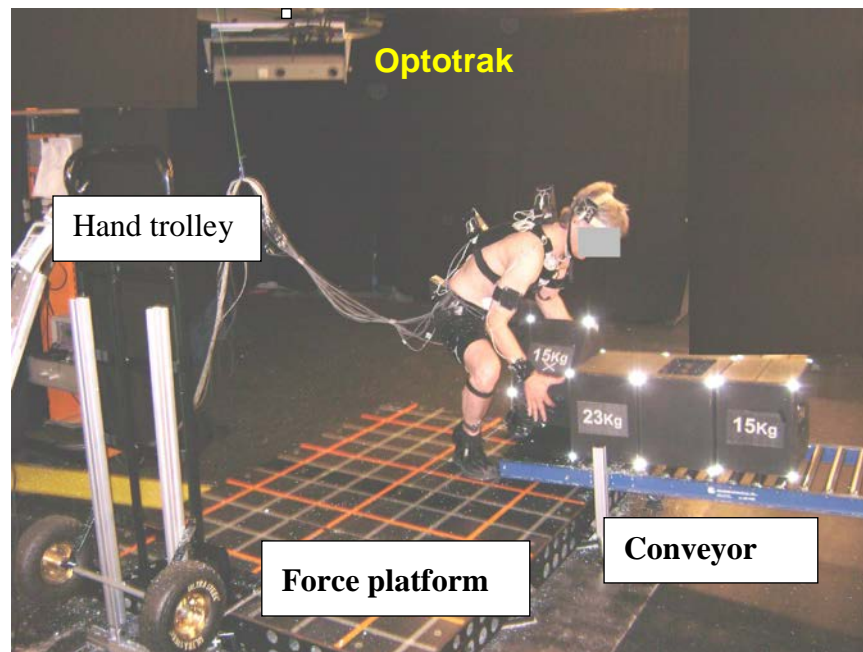 Optotrak
Hand trolley
15Kg
23Kg
15Kg
Conveyor
Force platform